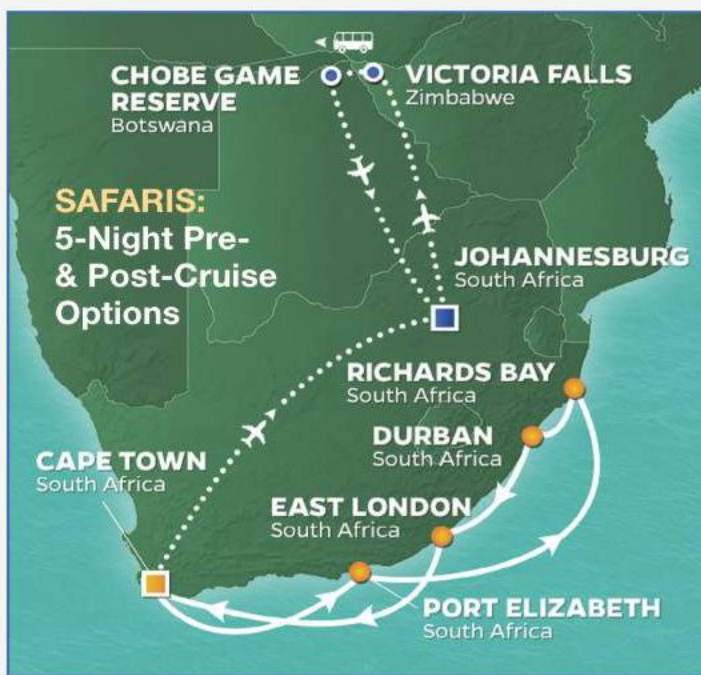 CHOBE GAME
RESERVE
Botswana
VICTORIA FALLS
Zimbabwe
SAFARIS:
5-Night Pre-
& Post-Cruise
Options
JOHANNESBURG
South Africa
RICHARDS BAY
South Africa
DURBAN
South Africa
CAPE TOWN
South Africa
EAST LONDON
South Africa
PORT ELIZABETH
South Africa